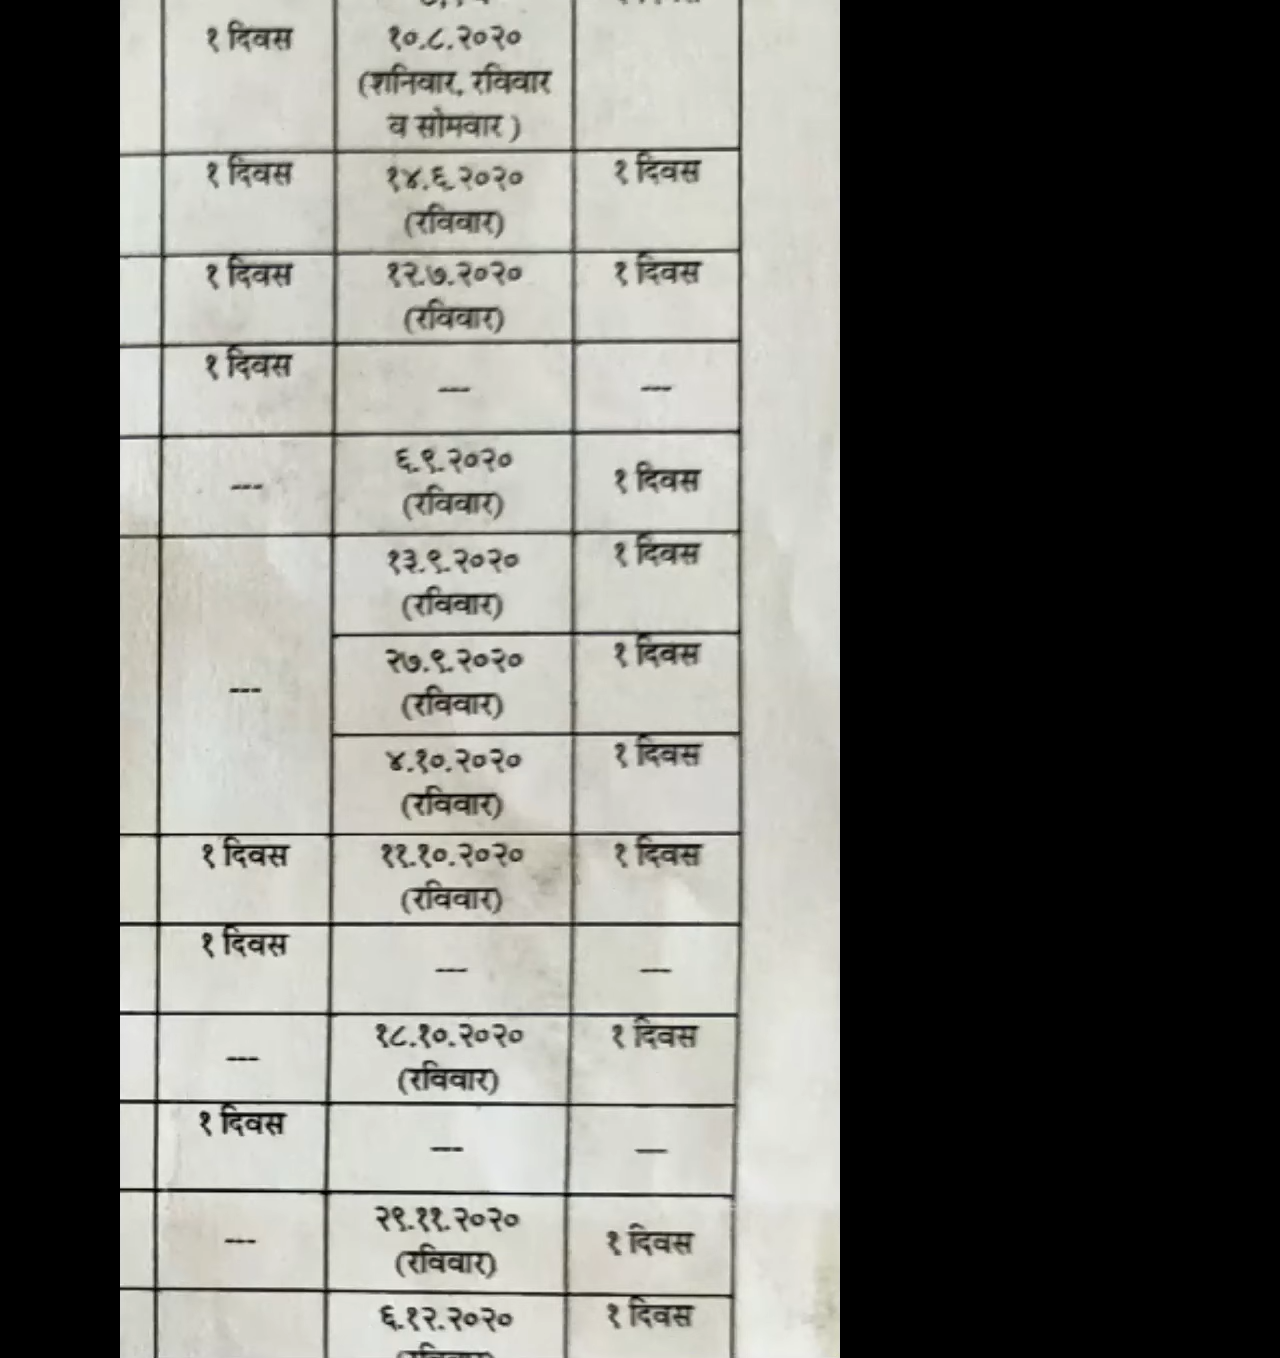 १ दिवस १०.८.२०२०
(शनिवार, रविवार
व सोमवार )
१ दिवस १४.६.२०२० १ दिवस
(रविवार)
१ दिवस १२.७.२०२० १ दिवस
(रविवार)
१ दिवस
--- ---
६.९.२०२०
--- १ दिवस
(रविवार)
१३.९.२०२० १ दिवस
(रविवार)
२७.९.२०२० १ दिवस
---
(रविवार)
४.१०.२०२० १ दिवस
(रविवार)
१ दिवस ११.१०.२०२० १ दिवस
(रविवार)
१ दिवस
--- ---
१८.१०.२०२० १ दिवस
---
(रविवार)
१ दिवस
--- —
२९.११.२०२०
--- १ दिवस
(रविवार)
६.१२.२०२० १ दिवस